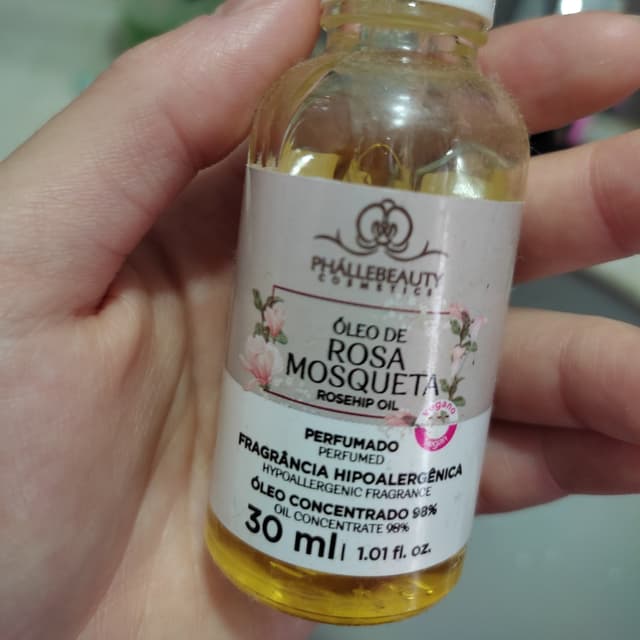 PHÁLLEBEAUTY
COSMETICS
ÓLEO DE
ROSA
MOSQUETA
ROSEHIP OIL
Vegano
Vegan
PERFUMADO
PERFUMED
FRAGRÂNCIA HIPOALERGÊNICA
HYPOALLERGENIC FRAGRANCE
ÓLEO CONCENTRADO 98%
OIL CONCENTRATE 98%
30 ml | 1.01 fl. oz.